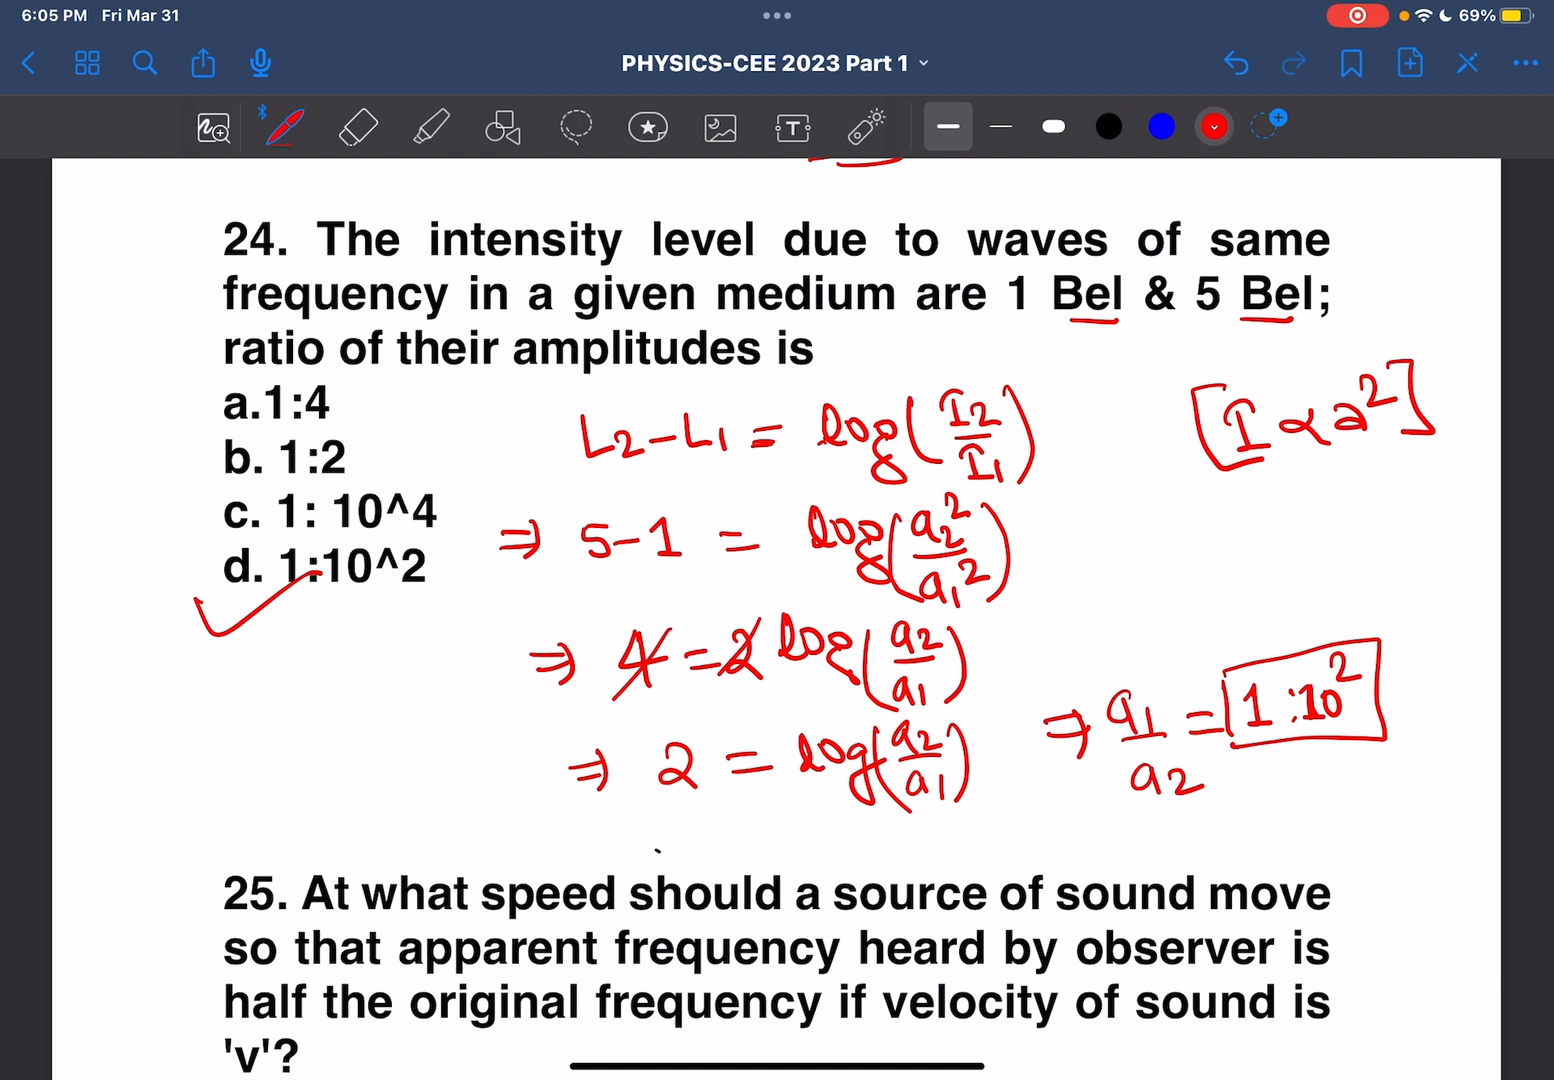 6:05 PM Fri Mar 31
69%
PHYSICS-CEE 2023 Part 1
T
24. The intensity level due to waves of same
frequency in a given medium are 1 Bel & 5 Bel;
ratio of their amplitudes is
a.1:4
b. 1:2
c. 1: 10^4
d. 1:10^2
L₂-L₁ = log(I₂/I₁)
[I ∝ a²]
⇒ 5-1 = log(a₂²/a₁²)
⇒ 4=2 log(a₂/a₁)
⇒ 2 = log(a₂/a₁)
⇒ a₁/a₂ = 1:10²
25. At what speed should a source of sound move
so that apparent frequency heard by observer is
half the original frequency if velocity of sound is
'v'?